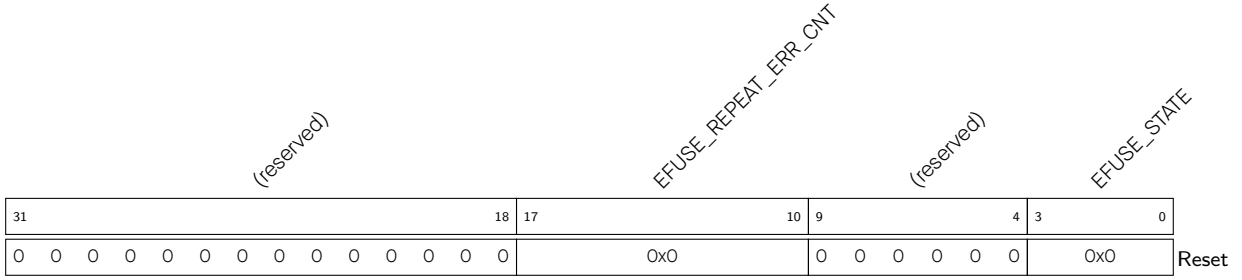 (reserved) EFUSE_REPEAT_ERR_CNT (reserved) EFUSE_STATE
31 18 17 10 9 4 3 0
0 0 0 0 0 0 0 0 0 0 0 0 0 0 0x0 0 0 0 0 0 0 0x0 Reset